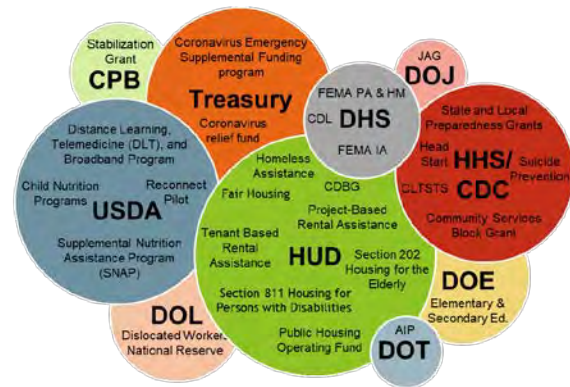 Stabilization
Grant
CPB
Coronavirus Emergency
Supplemental Funding
program
Treasury
Coronavirus
relief fund
FEMA PA & HM
CDL DHS
FEMA IA
JAG
DOJ
State and Local
Preparedness Grants
Head
Start
HHS/
CDC
Suicide
Prevention
CLTSTS
Community Services
Block Grant
Distance Learning,
Telemedicine (DLT), and
Broadband Program
Child Nutrition
Programs
Reconnect
Pilot
USDA
Supplemental Nutrition
Assistance Program
(SNAP)
Homeless
Assistance
Fair Housing
CDBG
Project-Based
Rental Assistance
Tenant Based
Rental
Assistance
HUD
Section 202
Housing for the
Elderly
Section 811 Housing for
Persons with Disabilities
Public Housing
Operating Fund
DOL
Dislocated Worker
National Reserve
AIP
DOT
DOE
Elementary &
Secondary Ed.